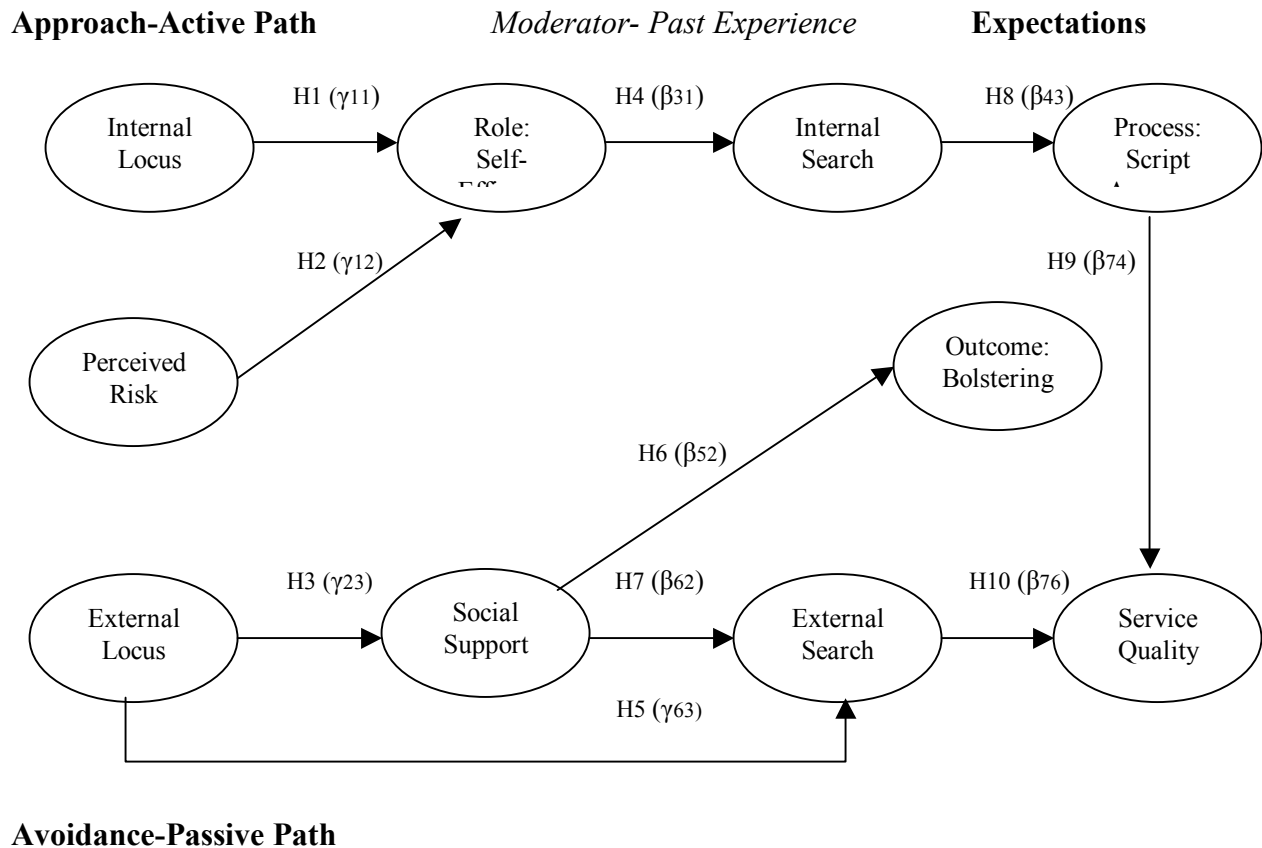 Approach-Active Path Moderator- Past Experience Expectations
H1 (γ11) H4 (β31) H8 (β43)
Internal
Locus
Role:
Self-
Internal
Search
Process:
Script
H2 (γ12)
H9 (β74)
Perceived
Risk
Outcome:
Bolstering
H6 (β52)
H3 (γ23) H7 (β62) H10 (β76)
External
Locus
Social
Support
External
Search
Service
Quality
H5 (γ63)
Avoidance-Passive Path